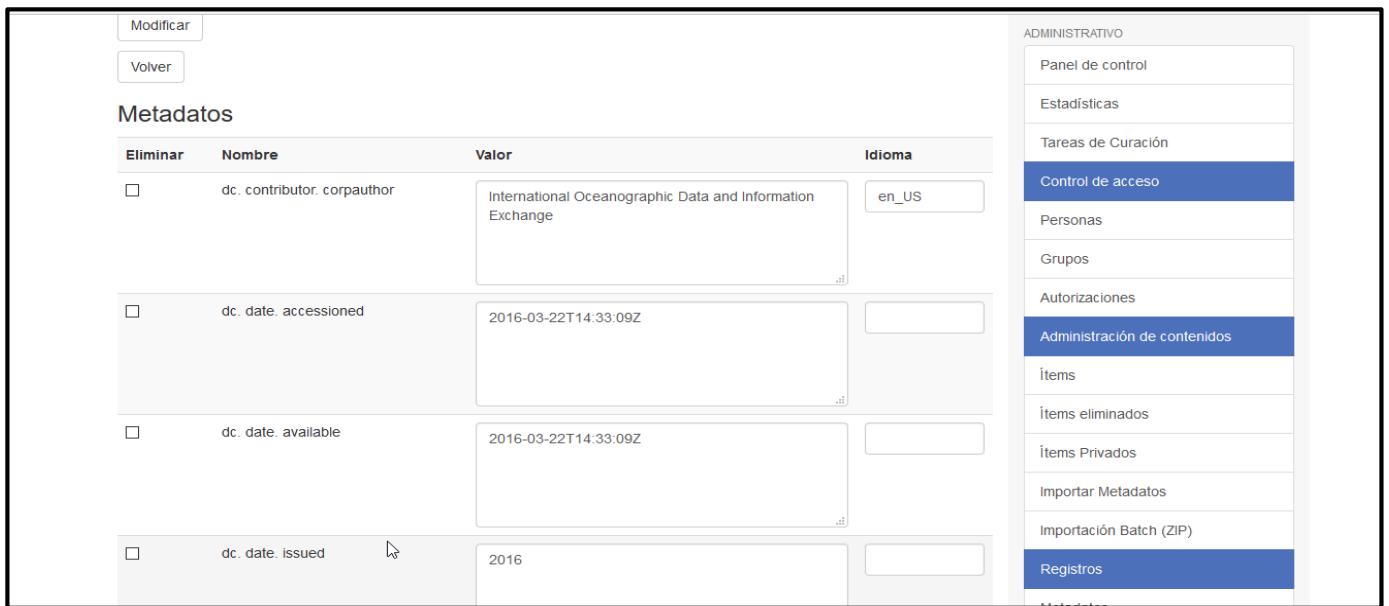 Modificar
Volver
Metadatos
Eliminar Nombre Valor Idioma
dc. contributor. corpauthor International Oceanographic Data and Information en_US
Exchange
dc. date. accessioned 2016-03-22T14:33:09Z
dc. date. available 2016-03-22T14:33:09Z
dc. date. issued 2016
ADMINISTRATIVO
Panel de control
Estadísticas
Tareas de Curación
Control de acceso
Personas
Grupos
Autorizaciones
Administración de contenidos
Ítems
Ítems eliminados
Ítems Privados
Importar Metadatos
Importación Batch (ZIP)
Registros